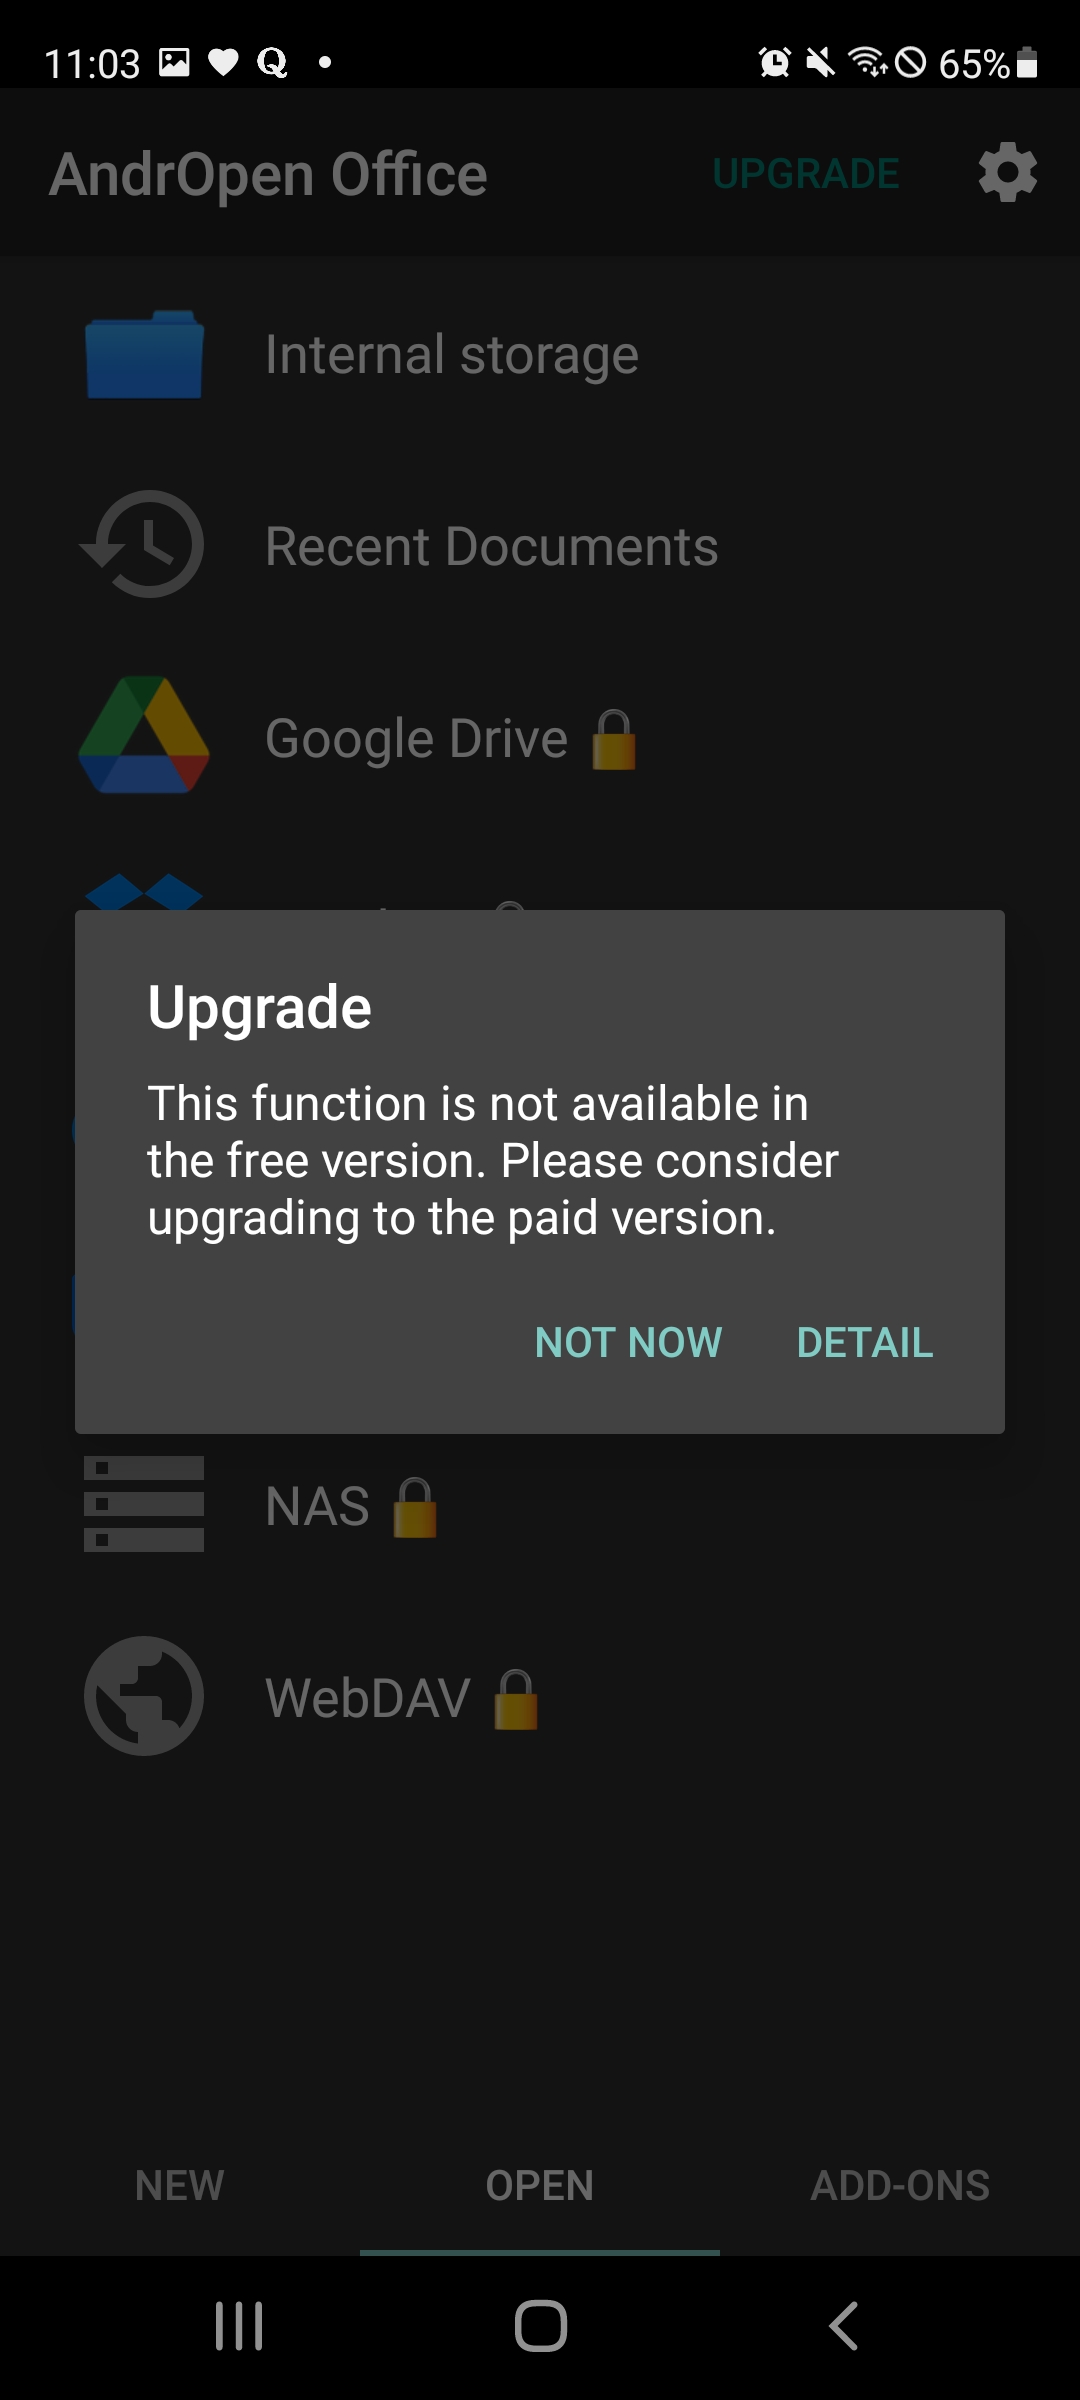 11:03 65%
AndrOpen Office UPGRADE
Internal storage
Recent Documents
Google Drive
Upgrade
This function is not available in
the free version. Please consider
upgrading to the paid version.
NOT NOW DETAIL
NAS
WebDAV
NEW OPEN ADD-ONS